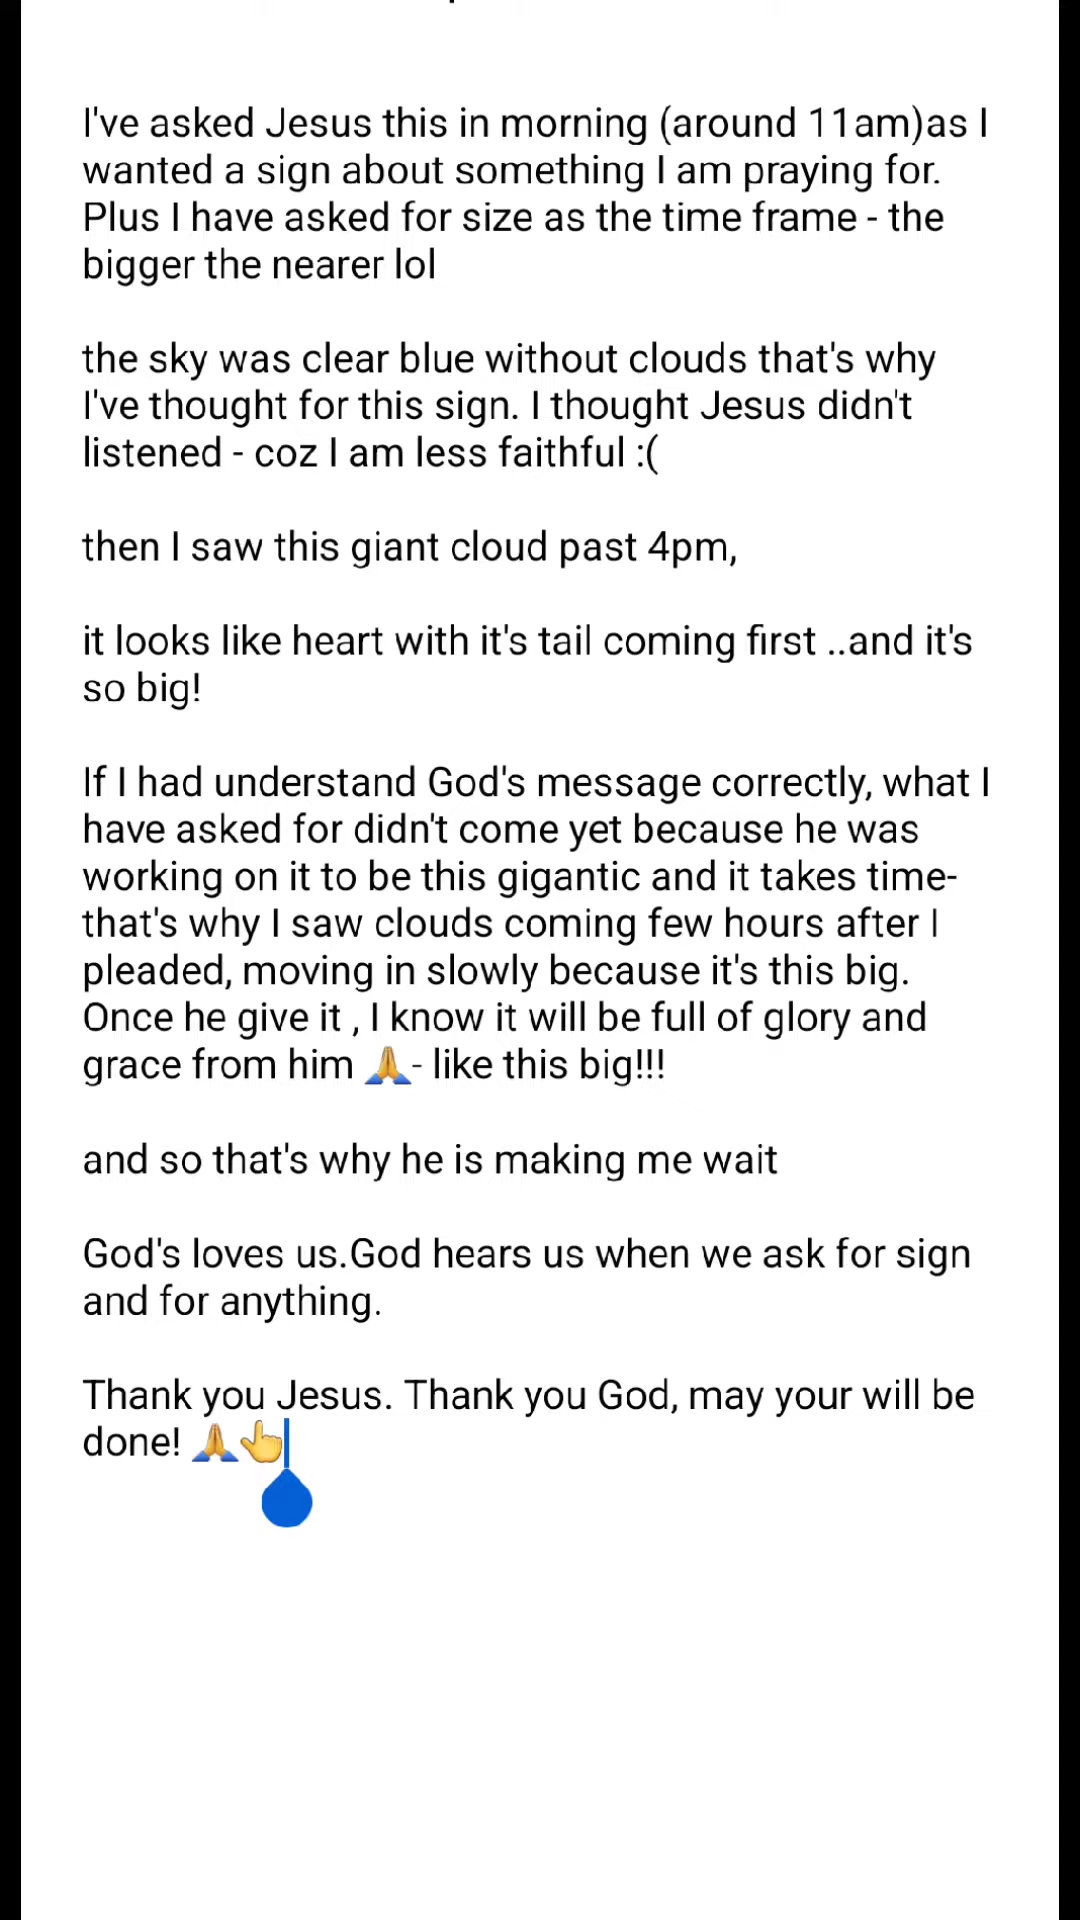 I've asked Jesus this in morning (around 11am)as I
wanted a sign about something I am praying for.
Plus I have asked for size as the time frame - the
bigger the nearer lol
the sky was clear blue without clouds that's why
I've thought for this sign. I thought Jesus didn't
listened - coz I am less faithful :(
then I saw this giant cloud past 4pm,
it looks like heart with it's tail coming first ..and it's
so big!
If I had understand God's message correctly, what I
have asked for didn't come yet because he was
working on it to be this gigantic and it takes time-
that's why I saw clouds coming few hours after I
pleaded, moving in slowly because it's this big.
Once he give it , I know it will be full of glory and
grace from him 🙏- like this big!!!
and so that's why he is making me wait
God's loves us.God hears us when we ask for sign
and for anything.
Thank you Jesus. Thank you God, may your will be
done! 🙏👆